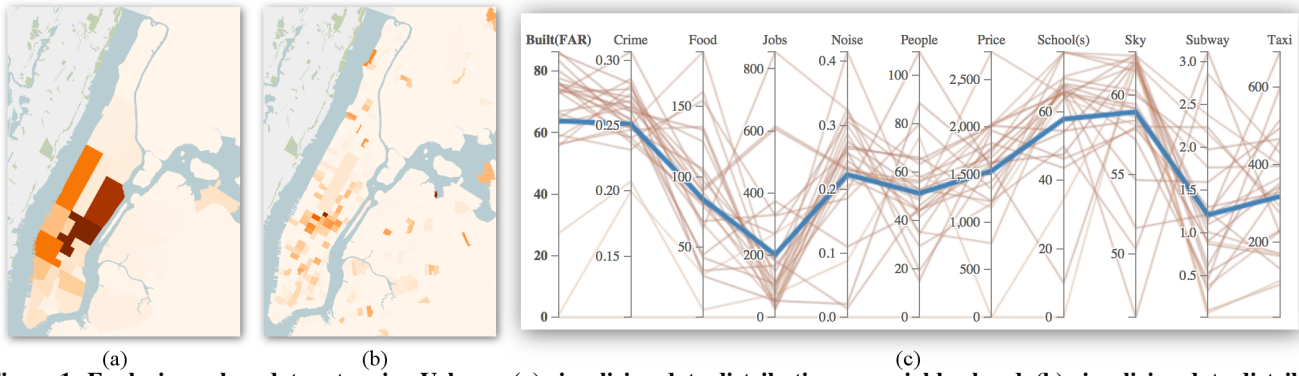 Built(FAR) Crime Food Jobs Noise People Price School(s) Sky Subway Taxi
0.30 0.4 3.0
80 800 100 2,500
600
60
150 2.5
60
0.25 0.3 80 2,000
60 600
2.0
400
100 60 1,500 55 40
40 0.20 400 0.2 1.5
40 1,000
1.0
50 20 200
20 0.15 200 0.1 50
20 500 0.5
0 0 0.0 0 0 0
(a) (b) (c)